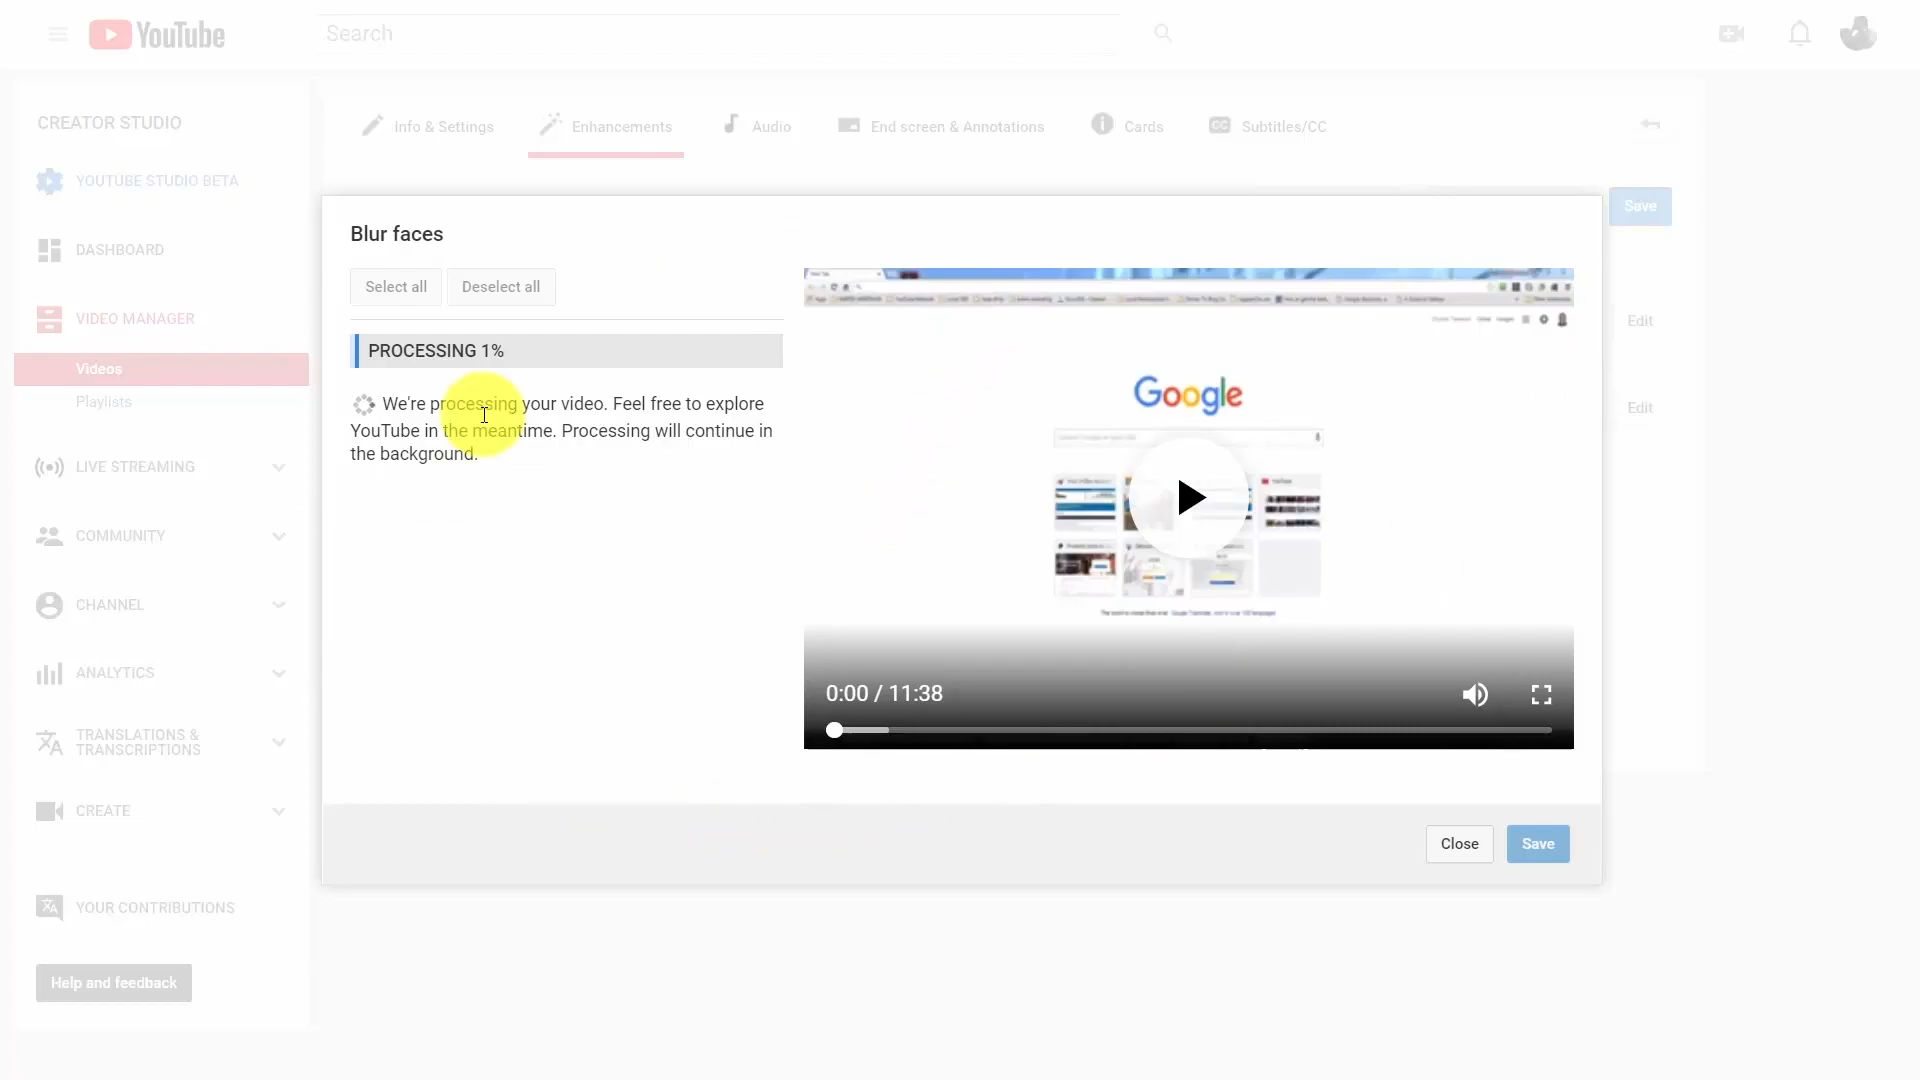 YouTube
Search
CREATOR STUDIO
YOUTUBE STUDIO BETA
DASHBOARD
VIDEO MANAGER
Videos
Playlists
LIVE STREAMING
COMMUNITY
CHANNEL
ANALYTICS
TRANSLATIONS &
TRANSCRIPTIONS
CREATE
YOUR CONTRIBUTIONS
Help and feedback
Info & Settings
Enhancements
Audio
End screen & Annotations
Cards
CC
Subtitles/CC
Save
Edit
Edit
Blur faces
Select all
Deselect all
PROCESSING 1%
We're processing your video. Feel free to explore
YouTube in the meantime. Processing will continue in
the background.
Google
0:00 / 11:38
Close
Save